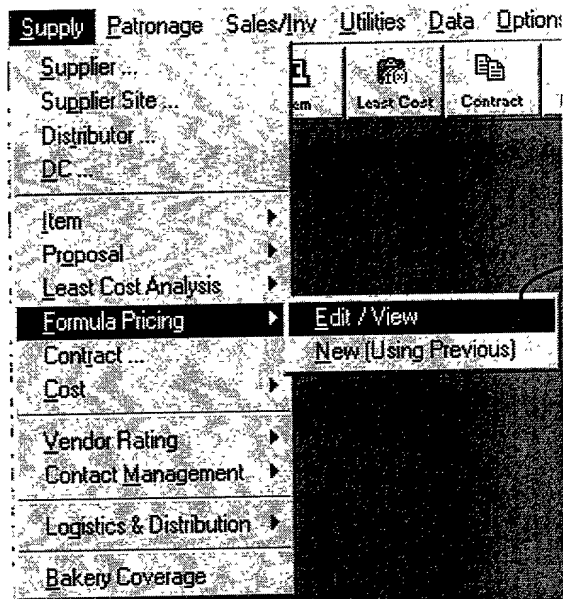 Supply Patronage Sales/Inv Utilities Data Options
Supplier ...
Supplier Site ...
Distributor ...
DC ...
Least Cost Contract
Item
Proposal
Least Cost Analysis
Formula Pricing
Edit / View
New (Using Previous)
Contract ...
Cost
Vendor Rating
Contact Management
Logistics & Distribution
Bakery Coverage